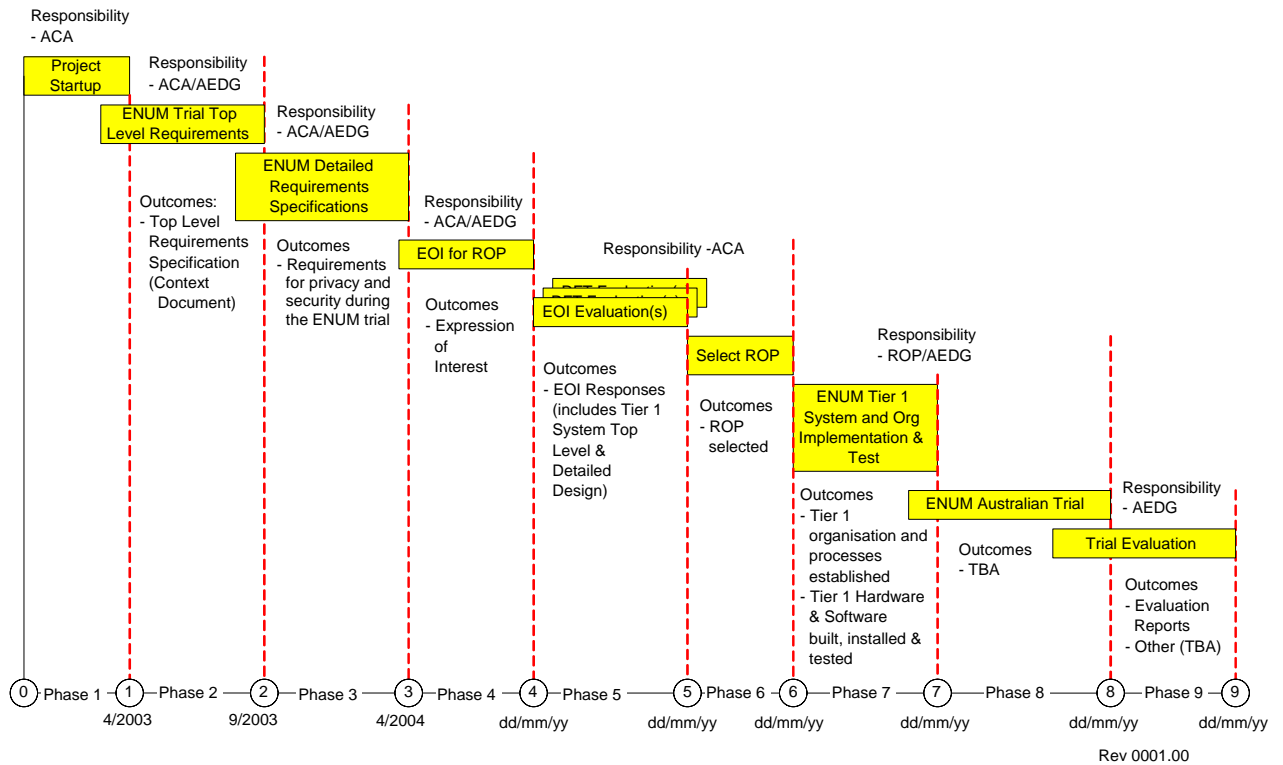 Responsibility
- ACA
Project
Startup
Responsibility
- ACA/AEDG
ENUM Trial Top
Level Requirements
Responsibility
- ACA/AEDG
Outcomes:
- Top Level
Requirements
Specification
(Context
Document)
ENUM Detailed
Requirements
Specifications
Outcomes
- Requirements
for privacy and
security during
the ENUM trial
Responsibility
- ACA/AEDG
EOI for ROP
Outcomes
- Expression
of
Interest
Responsibility -ACA
EOI Evaluation(s)
Outcomes
- EOI Responses
(includes Tier 1
System Top
Level &
Detailed
Design)
Select ROP
Outcomes
- ROP
selected
Responsibility
- ROP/AEDG
ENUM Tier 1
System and Org
Implementation &
Test
Outcomes
- Tier 1
organisation and
processes
established
- Tier 1 Hardware
& Software
built, installed &
tested
ENUM Australian Trial
Outcomes
- TBA
Responsibility
- AEDG
Trial Evaluation
Outcomes
- Evaluation
Reports
- Other (TBA)
0 Phase 1 1 Phase 2 2 Phase 3 3 Phase 4 4 Phase 5 5 Phase 6 6 Phase 7 7 Phase 8 8 Phase 9 9
4/2003 9/2003 4/2004 dd/mm/yy dd/mm/yy dd/mm/yy dd/mm/yy dd/mm/yy dd/mm/yy
Rev 0001.00